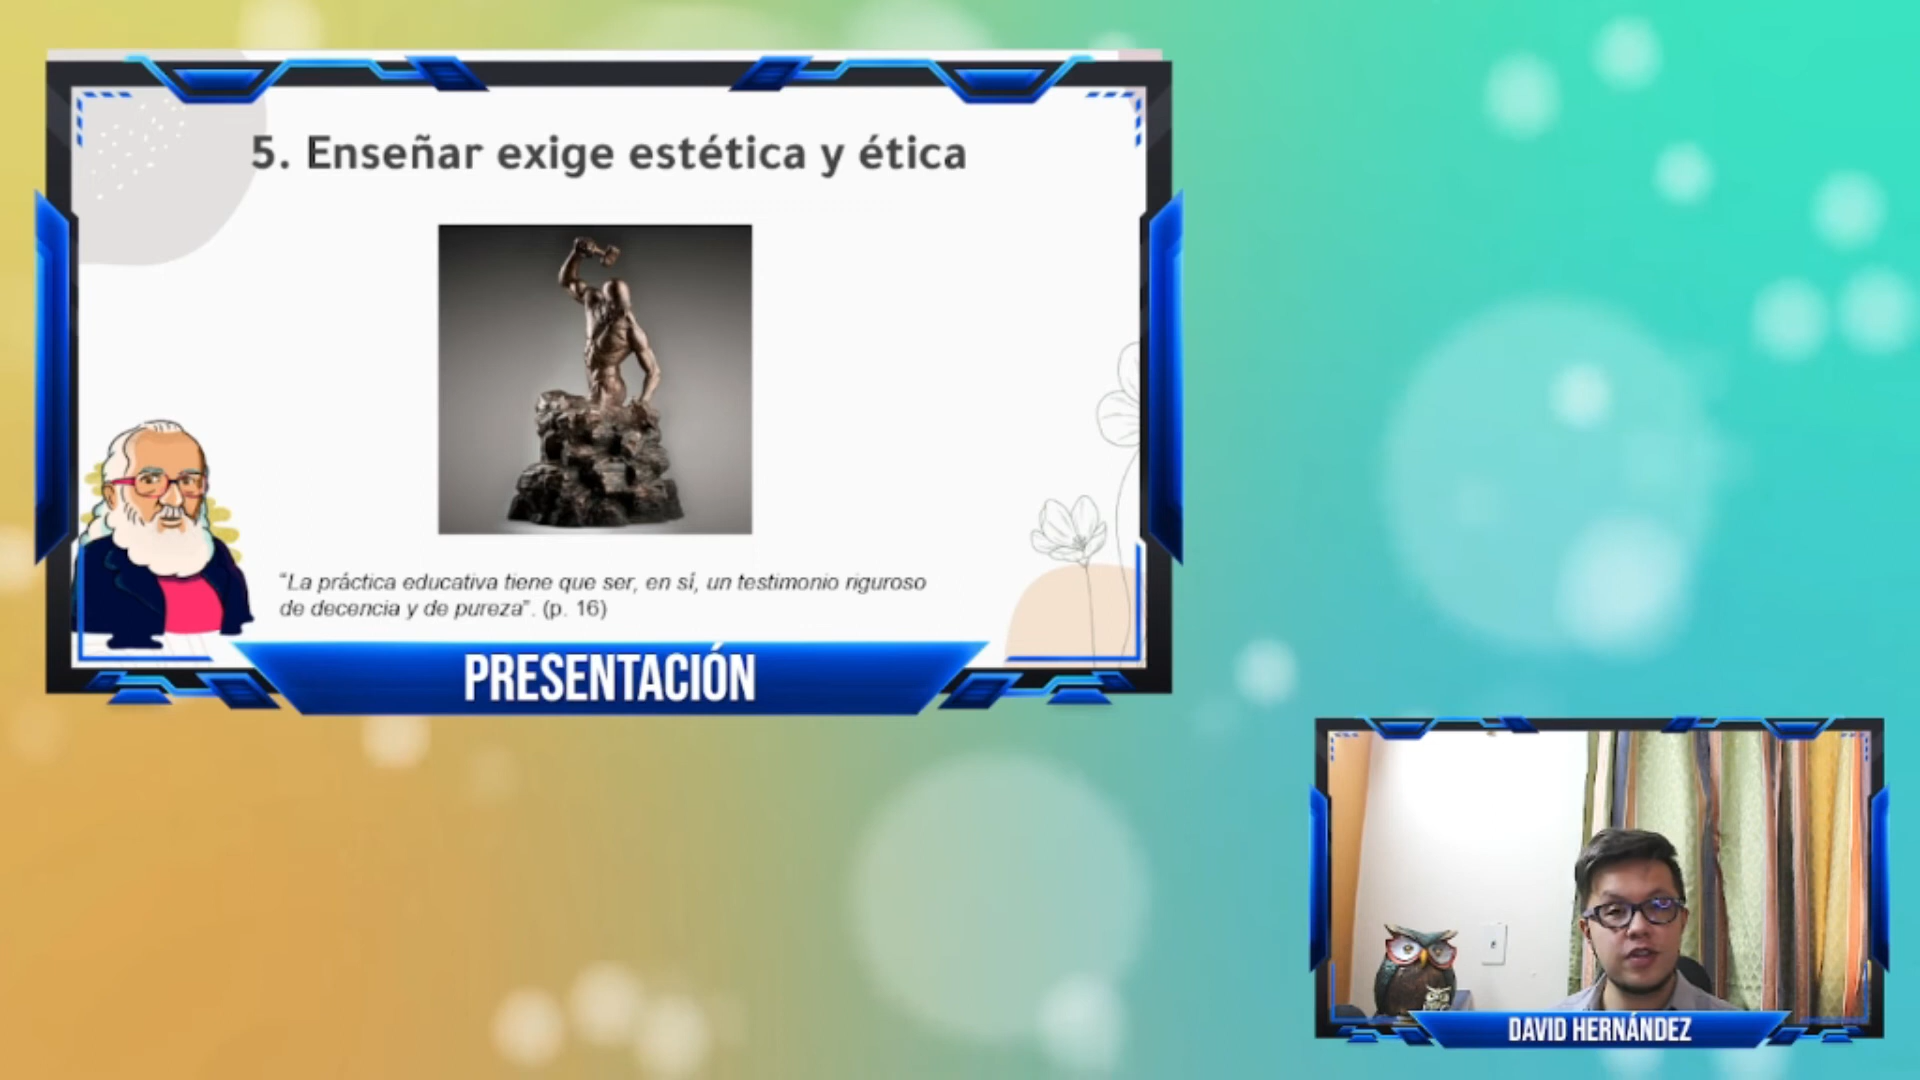 5. Enseñar exige estética y ética
“La práctica educativa tiene que ser, en sí, un testimonio riguroso
de decencia y de pureza”. (p. 16)
PRESENTACIÓN
DAVID HERNÁNDEZ